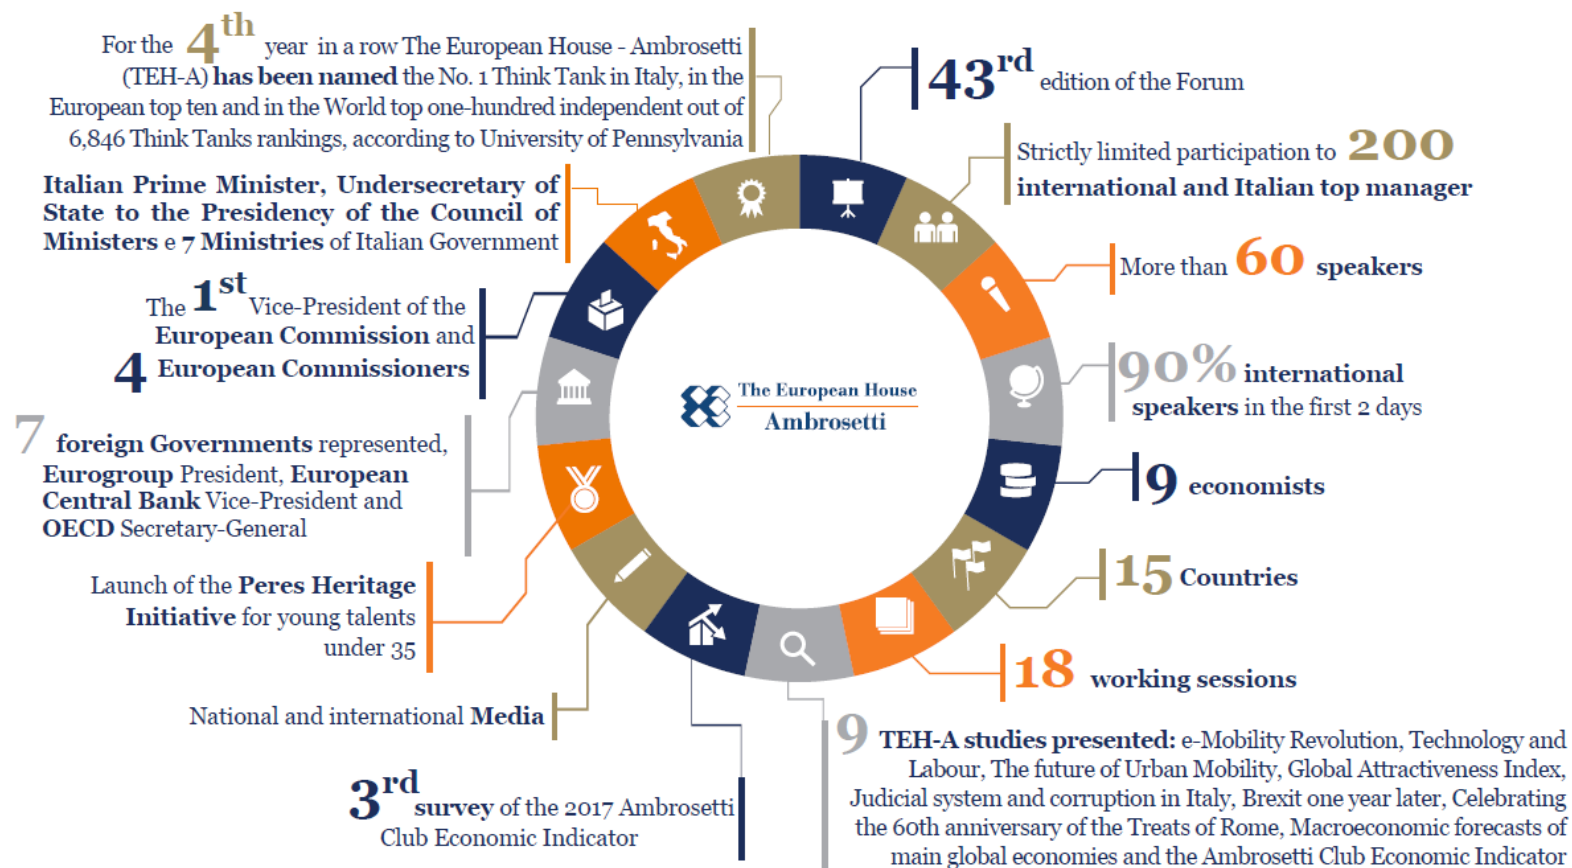 For the 4th year in a row The European House - Ambrosetti
(TEH-A) has been named the No. 1 Think Tank in Italy, in the
European top ten and in the World top one-hundred independent out of
6,846 Think Tanks rankings, according to University of Pennsylvania
43rd edition of the Forum
Strictly limited participation to 200
international and Italian top manager
More than 60 speakers
90% international
speakers in the first 2 days
9 economists
15 Countries
18 working sessions
9 TEH-A studies presented: e-Mobility Revolution, Technology and
Labour, The future of Urban Mobility, Global Attractiveness Index,
Judicial system and corruption in Italy, Brexit one year later, Celebrating
the 60th anniversary of the Treats of Rome, Macroeconomic forecasts of
main global economies and the Ambrosetti Club Economic Indicator
3rd survey of the 2017 Ambrosetti
Club Economic Indicator
National and international Media
Launch of the Peres Heritage
Initiative for young talents
under 35
7 foreign Governments represented,
Eurogroup President, European
Central Bank Vice-President and
OECD Secretary-General
The 1st Vice-President of the
European Commission and
4 European Commissioners
Italian Prime Minister, Undersecretary of
State to the Presidency of the Council of
Ministers e 7 Ministries of Italian Government
The European House
Ambrosetti